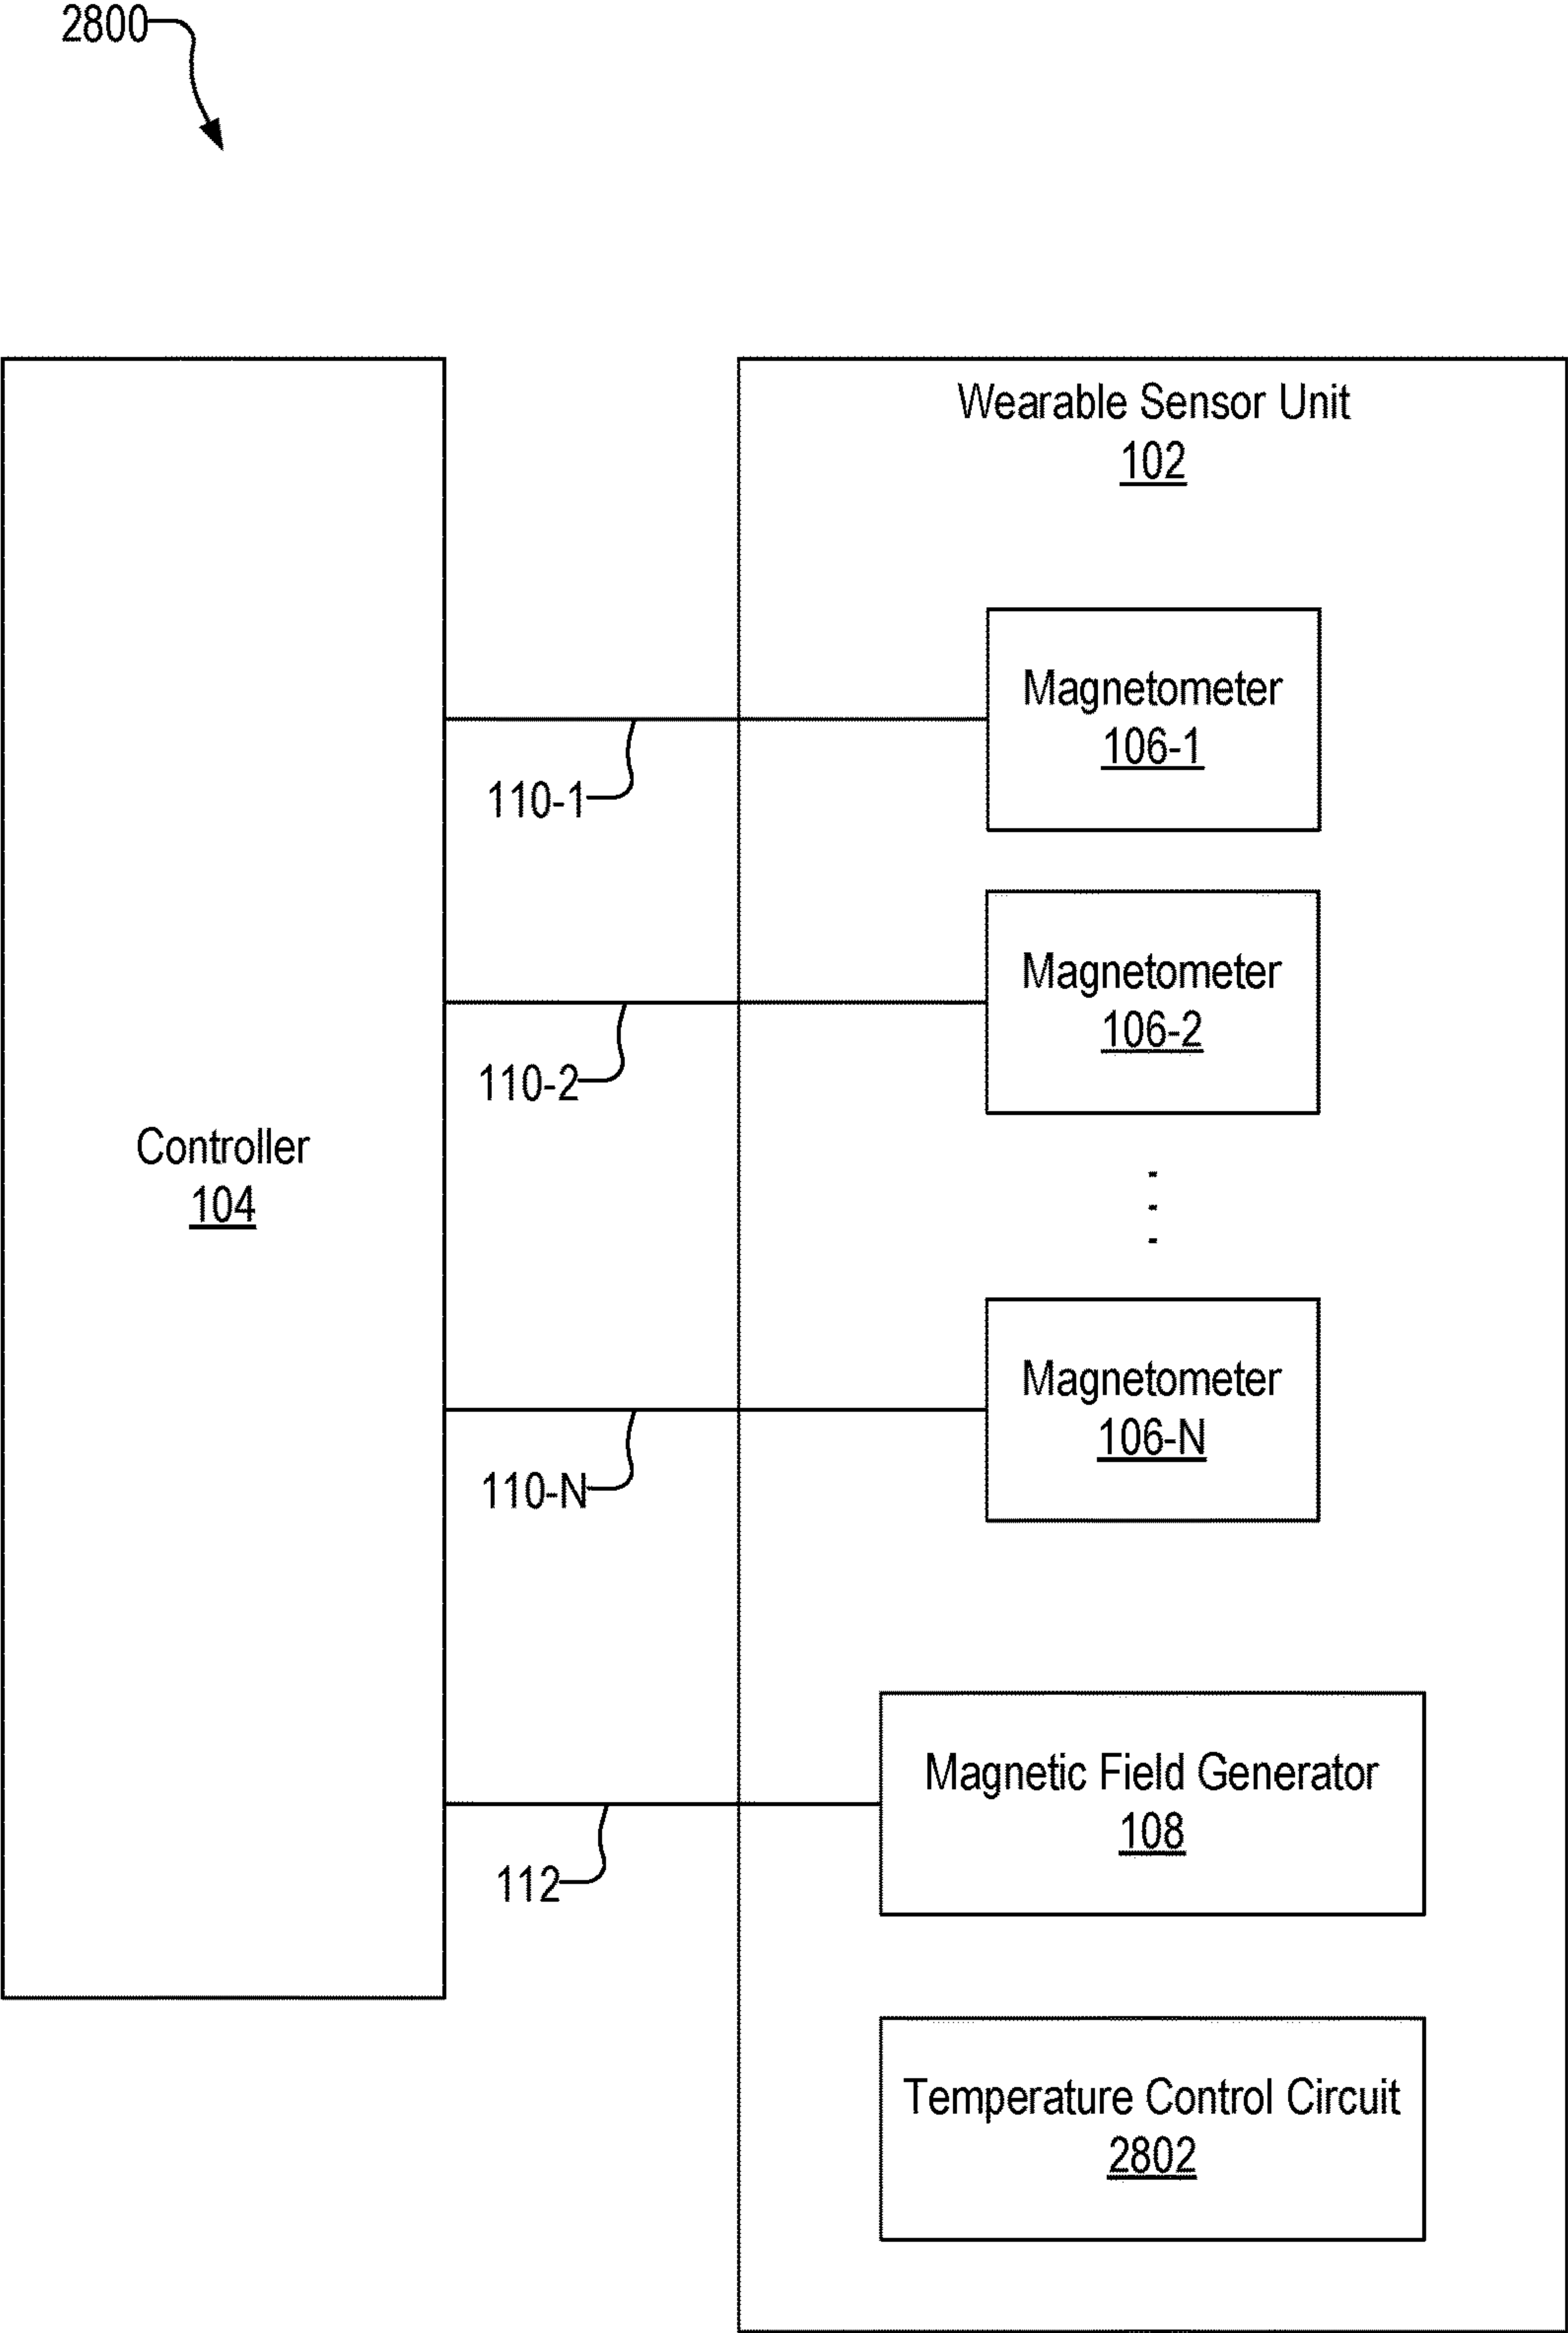 2800
Wearable Sensor Unit
102
Magnetometer
106-1
110-1
Magnetometer
106-2
110-2
Controller
104
Magnetometer
106-N
110-N
Magnetic Field Generator
108
112
Temperature Control Circuit
2802